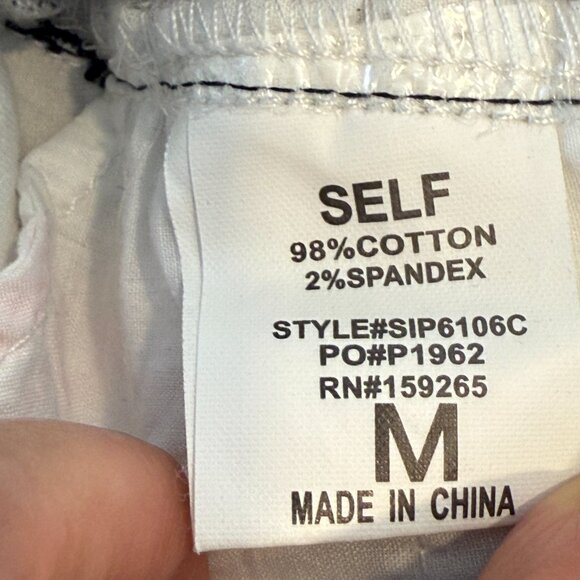 SELF
98%COTTON
2%SPANDEX
STYLE#SIP6106C
PO#P1962
RN#159265
M
MADE IN CHINA